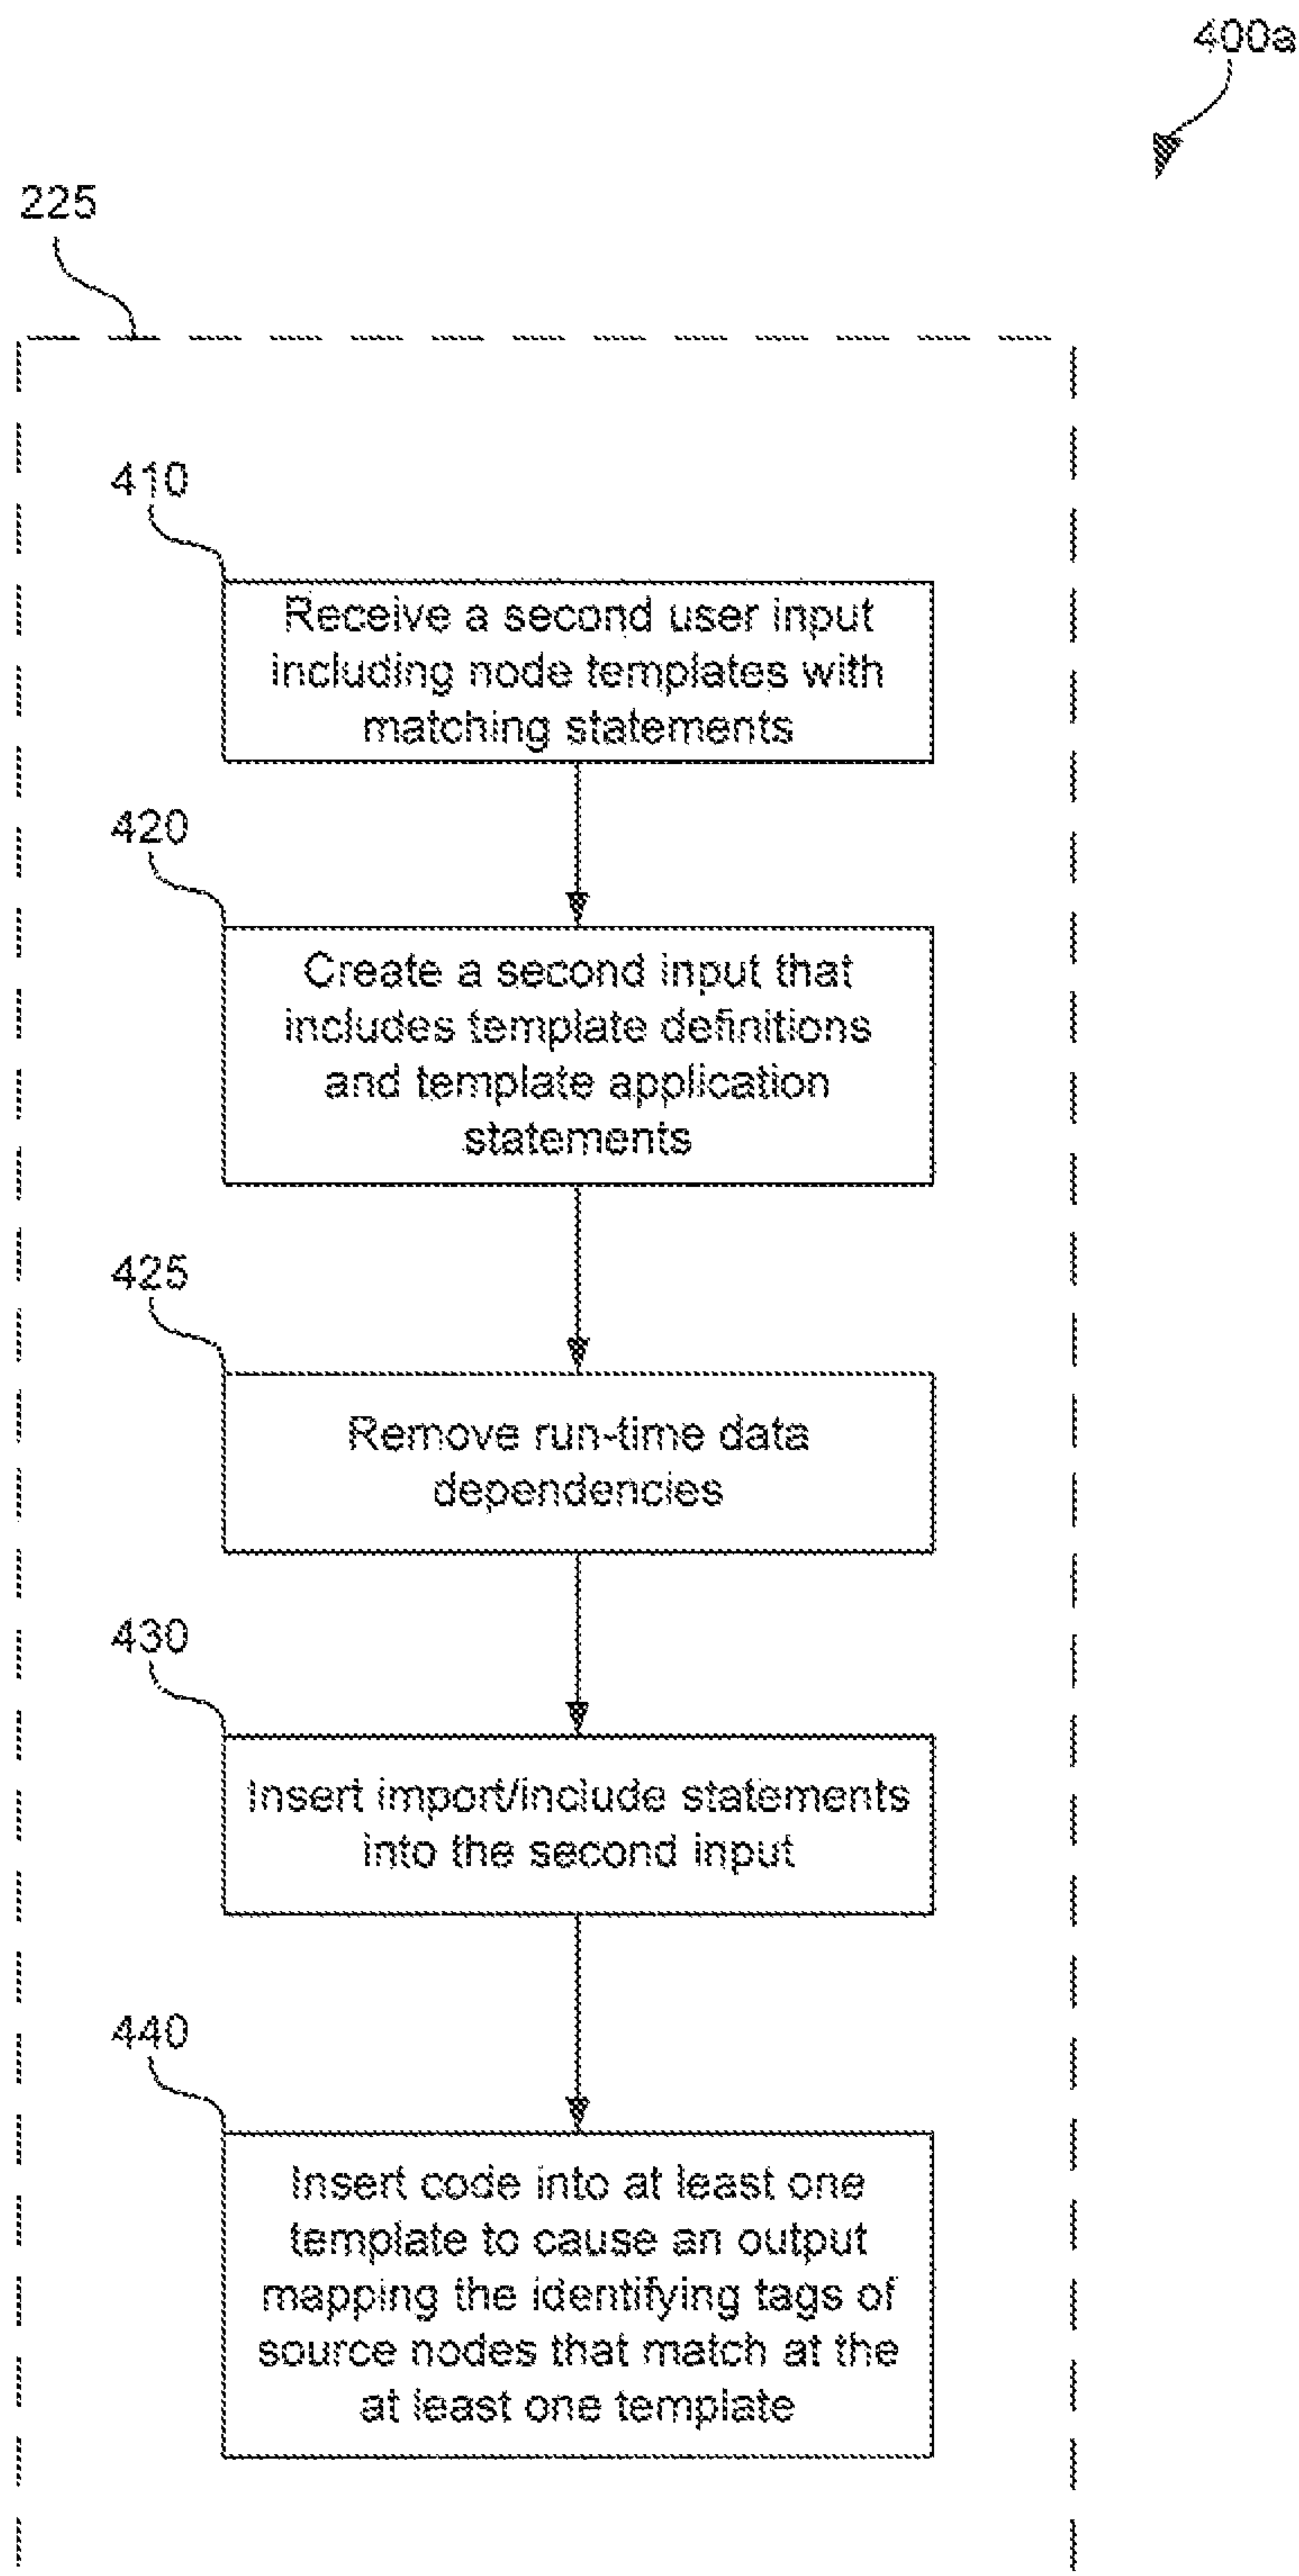 400a
225
410
Receive a second user input
including node templates with
matching statements
420
Create a second input that
includes template definitions
and template application
statements
425
Remove run-time data
dependencies
430
Insert import/include statements
into the second input
440
Insert code into at least one
template to cause an output
mapping the identifying tags of
source nodes that match at the
at least one template